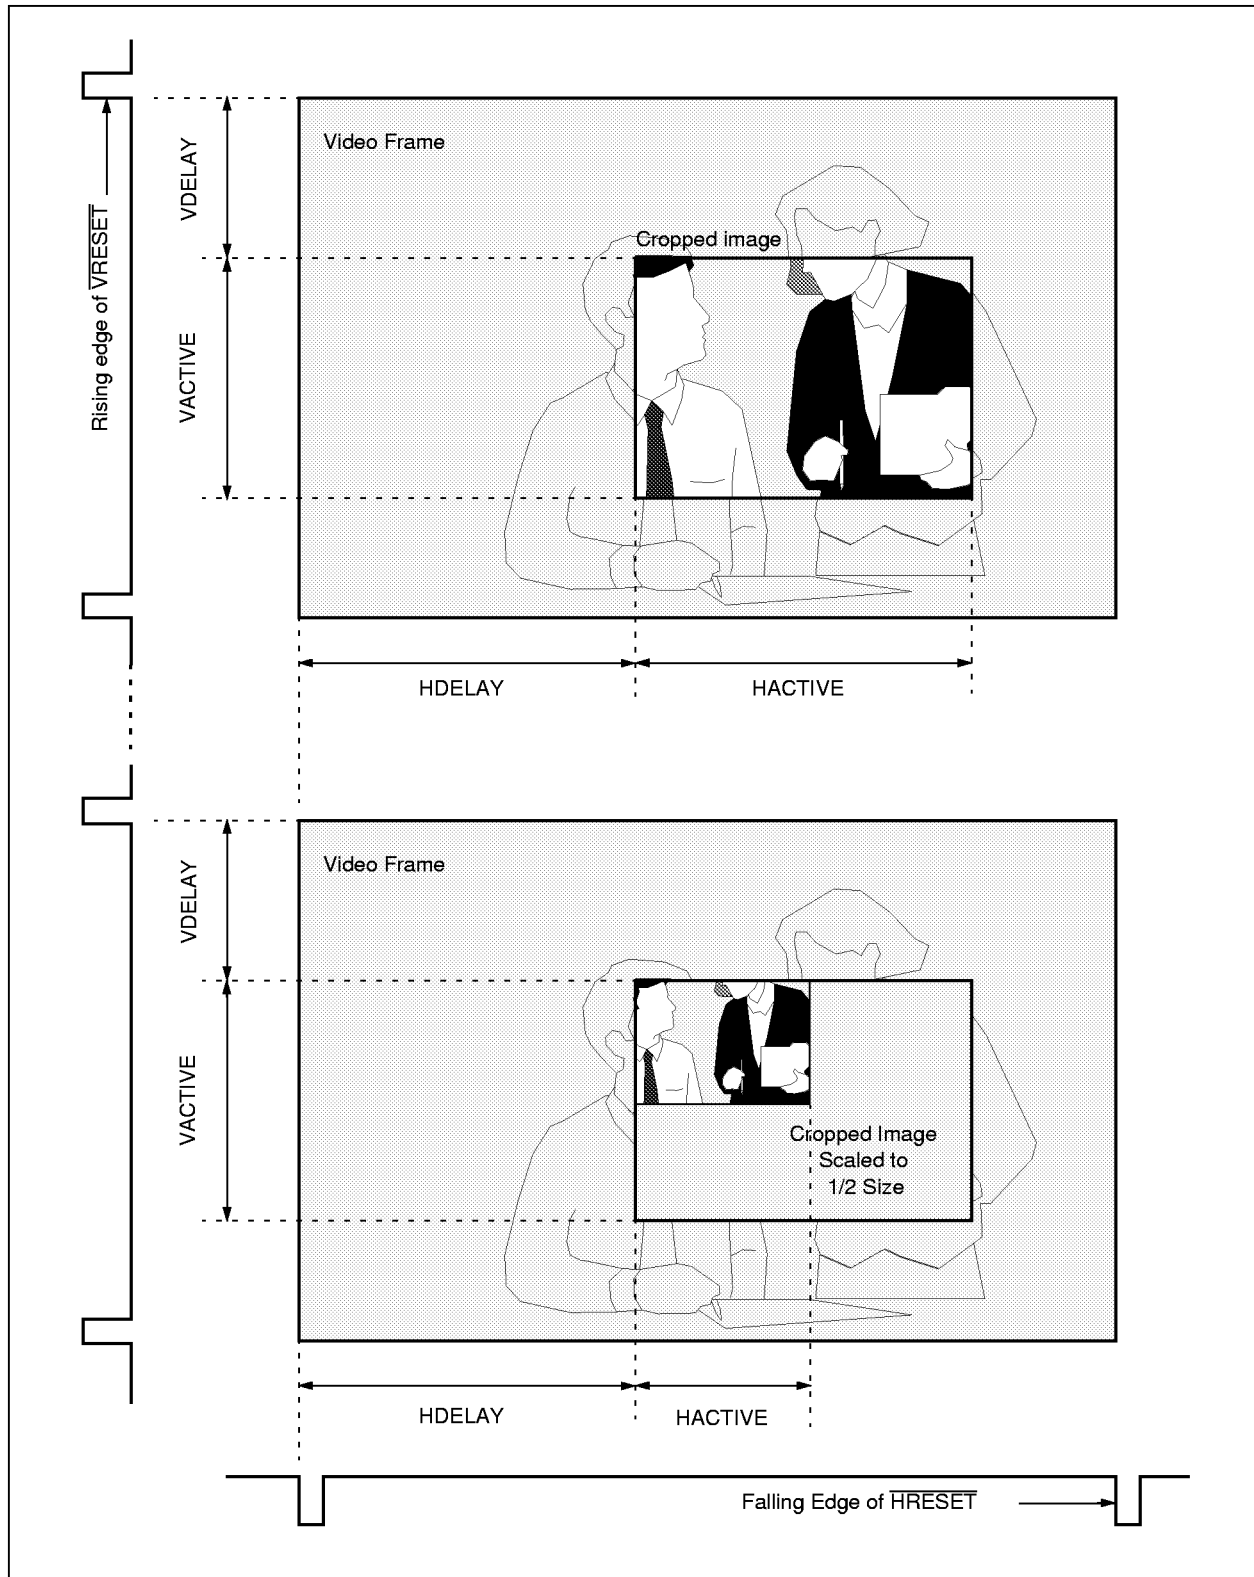 Video Frame
VDELAY
Cropped image
Rising edge of VRESET
VACTIVE
HDELAY
HACTIVE
Video Frame
VDELAY
VACTIVE
Cropped Image
Scaled to
1/2 Size
HDELAY
HACTIVE
Falling Edge of HRESET